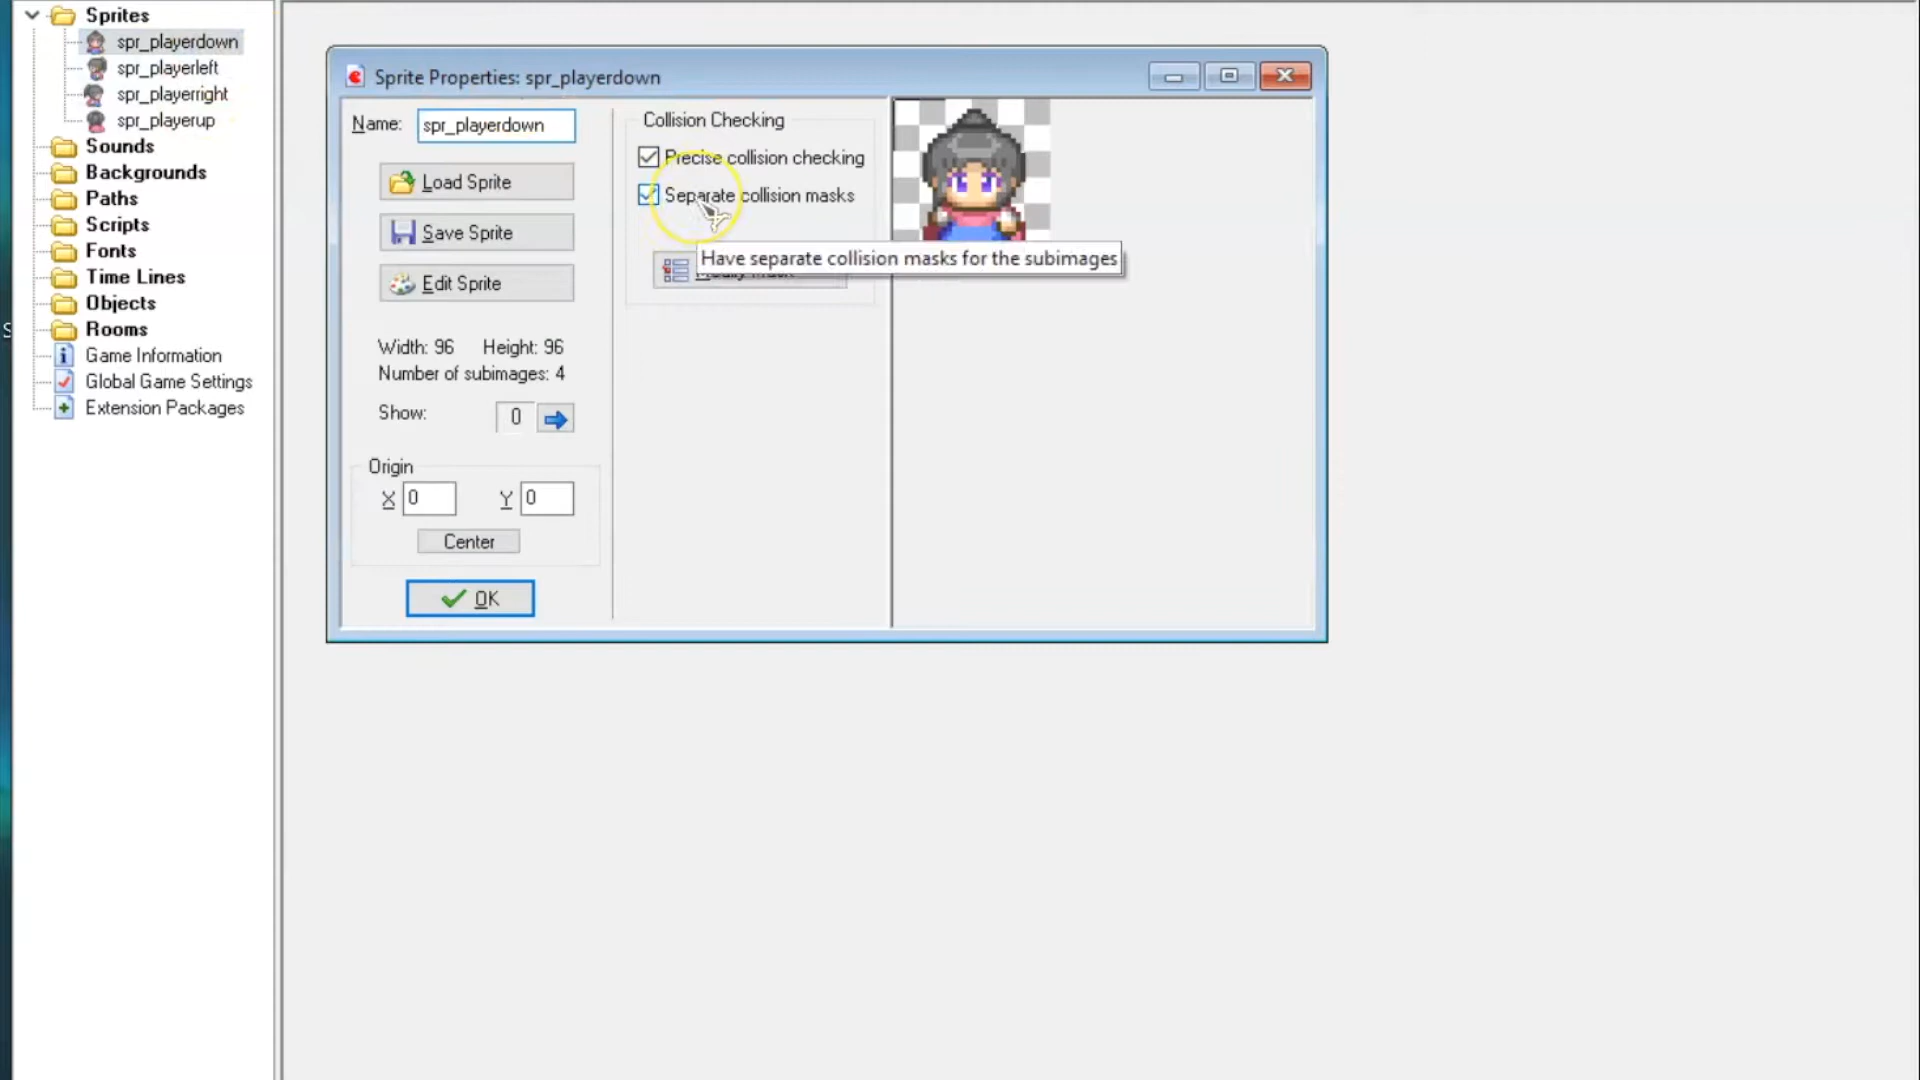 Sprites
spr_playerdown
spr_playerleft
spr_playerright
spr_playerup
Sounds
Backgrounds
Paths
Scripts
Fonts
Time Lines
Objects
Rooms
Game Information
Global Game Settings
Extension Packages
S
Sprite Properties: spr_playerdown
Name: spr_playerdown
Load Sprite
Save Sprite
Edit Sprite
Width: 96 Height: 96
Number of subimages: 4
Show: 0
Origin
X 0 Y 0
Center
OK
Collision Checking
Precise collision checking
Separate collision masks
Have separate collision masks for the subimages